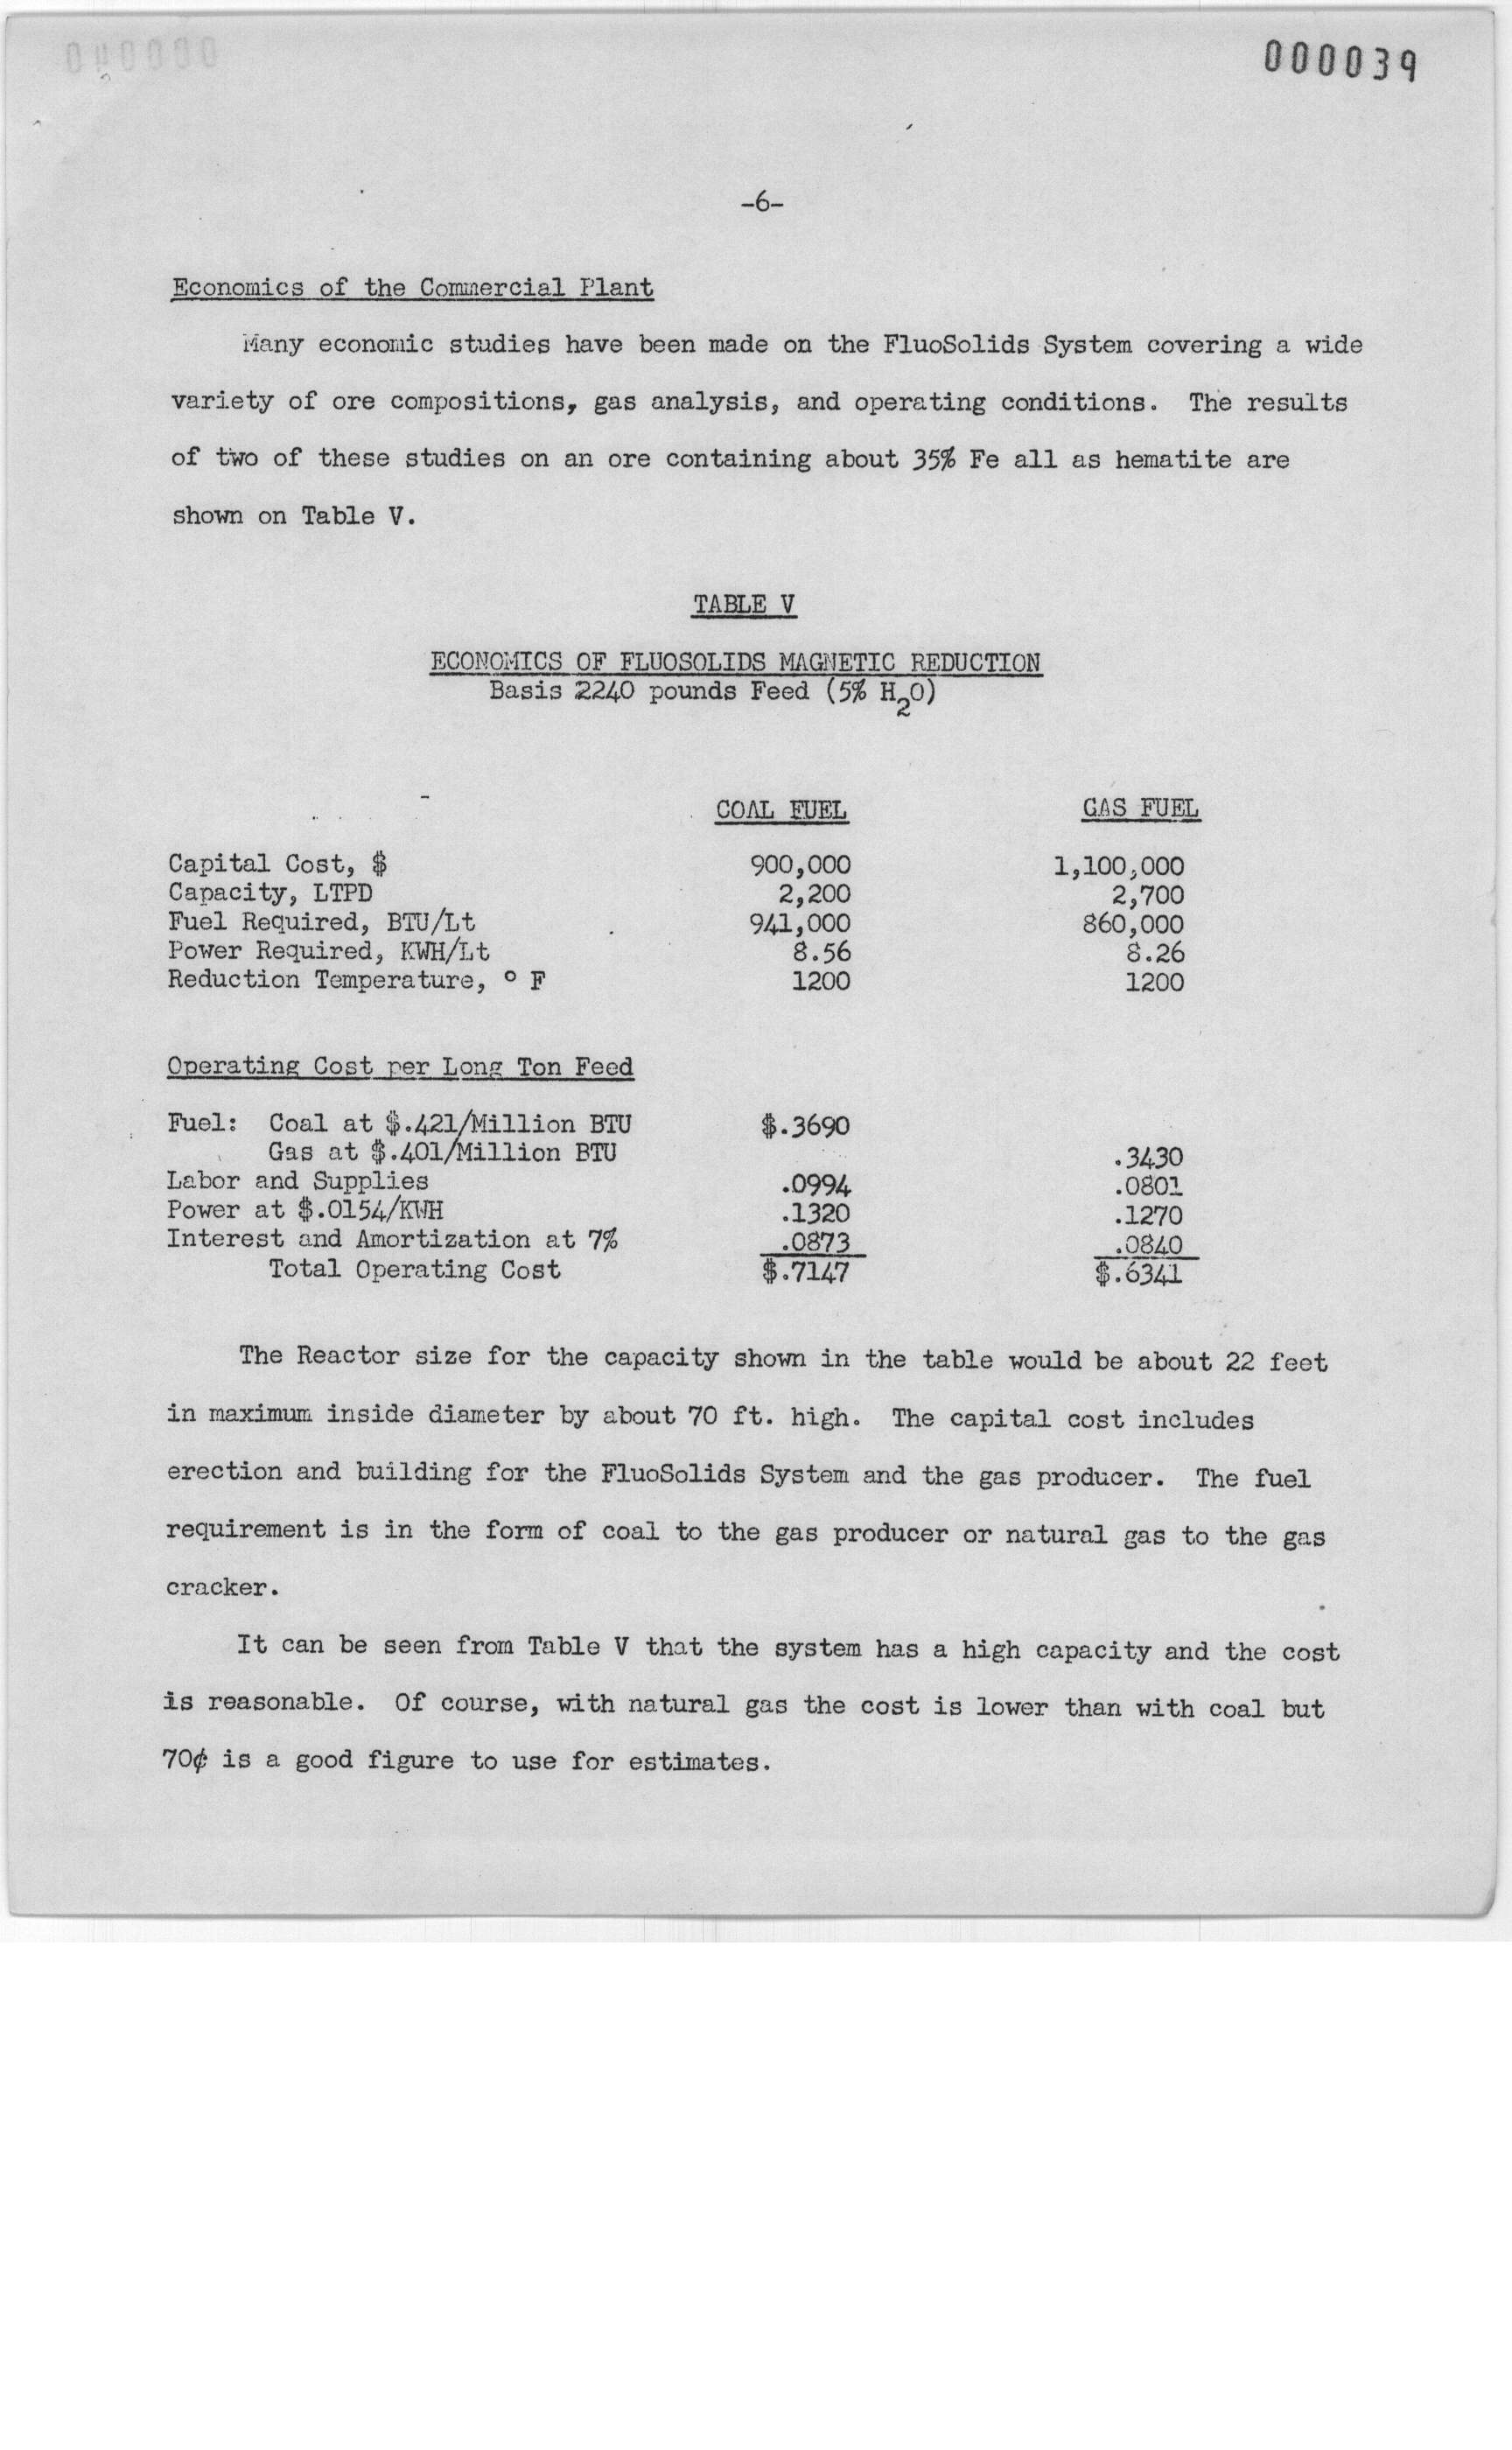 000039
-6-
Economics of the Commercial Plant
Many economic studies have been made on the FluoSolids System covering a wide
variety of ore compositions, gas analysis, and operating conditions. The results
of two of these studies on an ore containing about 35% Fe all as hematite are
shown on Table V.
TABLE V
ECONOMICS OF FLUOSOLIDS MAGNETIC REDUCTION
Basis 2240 pounds Feed (5% H2O)
COAL FUEL GAS FUEL
Capital Cost, $ 900,000 1,100,000
Capacity, LTPD 2,200 2,700
Fuel Required, BTU/Lt 941,000 860,000
Power Required, KWH/Lt 8.56 8.26
Reduction Temperature, ° F 1200 1200
Operating Cost per Long Ton Feed
Fuel: Coal at $.421/Million BTU $.3690
Gas at $.401/Million BTU .3430
Labor and Supplies .0994 .0801
Power at $.0154/KWH .1320 .1270
Interest and Amortization at 7% .0873 .0840
Total Operating Cost $.7147 $.6341
The Reactor size for the capacity shown in the table would be about 22 feet
in maximum inside diameter by about 70 ft. high. The capital cost includes
erection and building for the FluoSolids System and the gas producer. The fuel
requirement is in the form of coal to the gas producer or natural gas to the gas
cracker.
It can be seen from Table V that the system has a high capacity and the cost
is reasonable. Of course, with natural gas the cost is lower than with coal but
70¢ is a good figure to use for estimates.